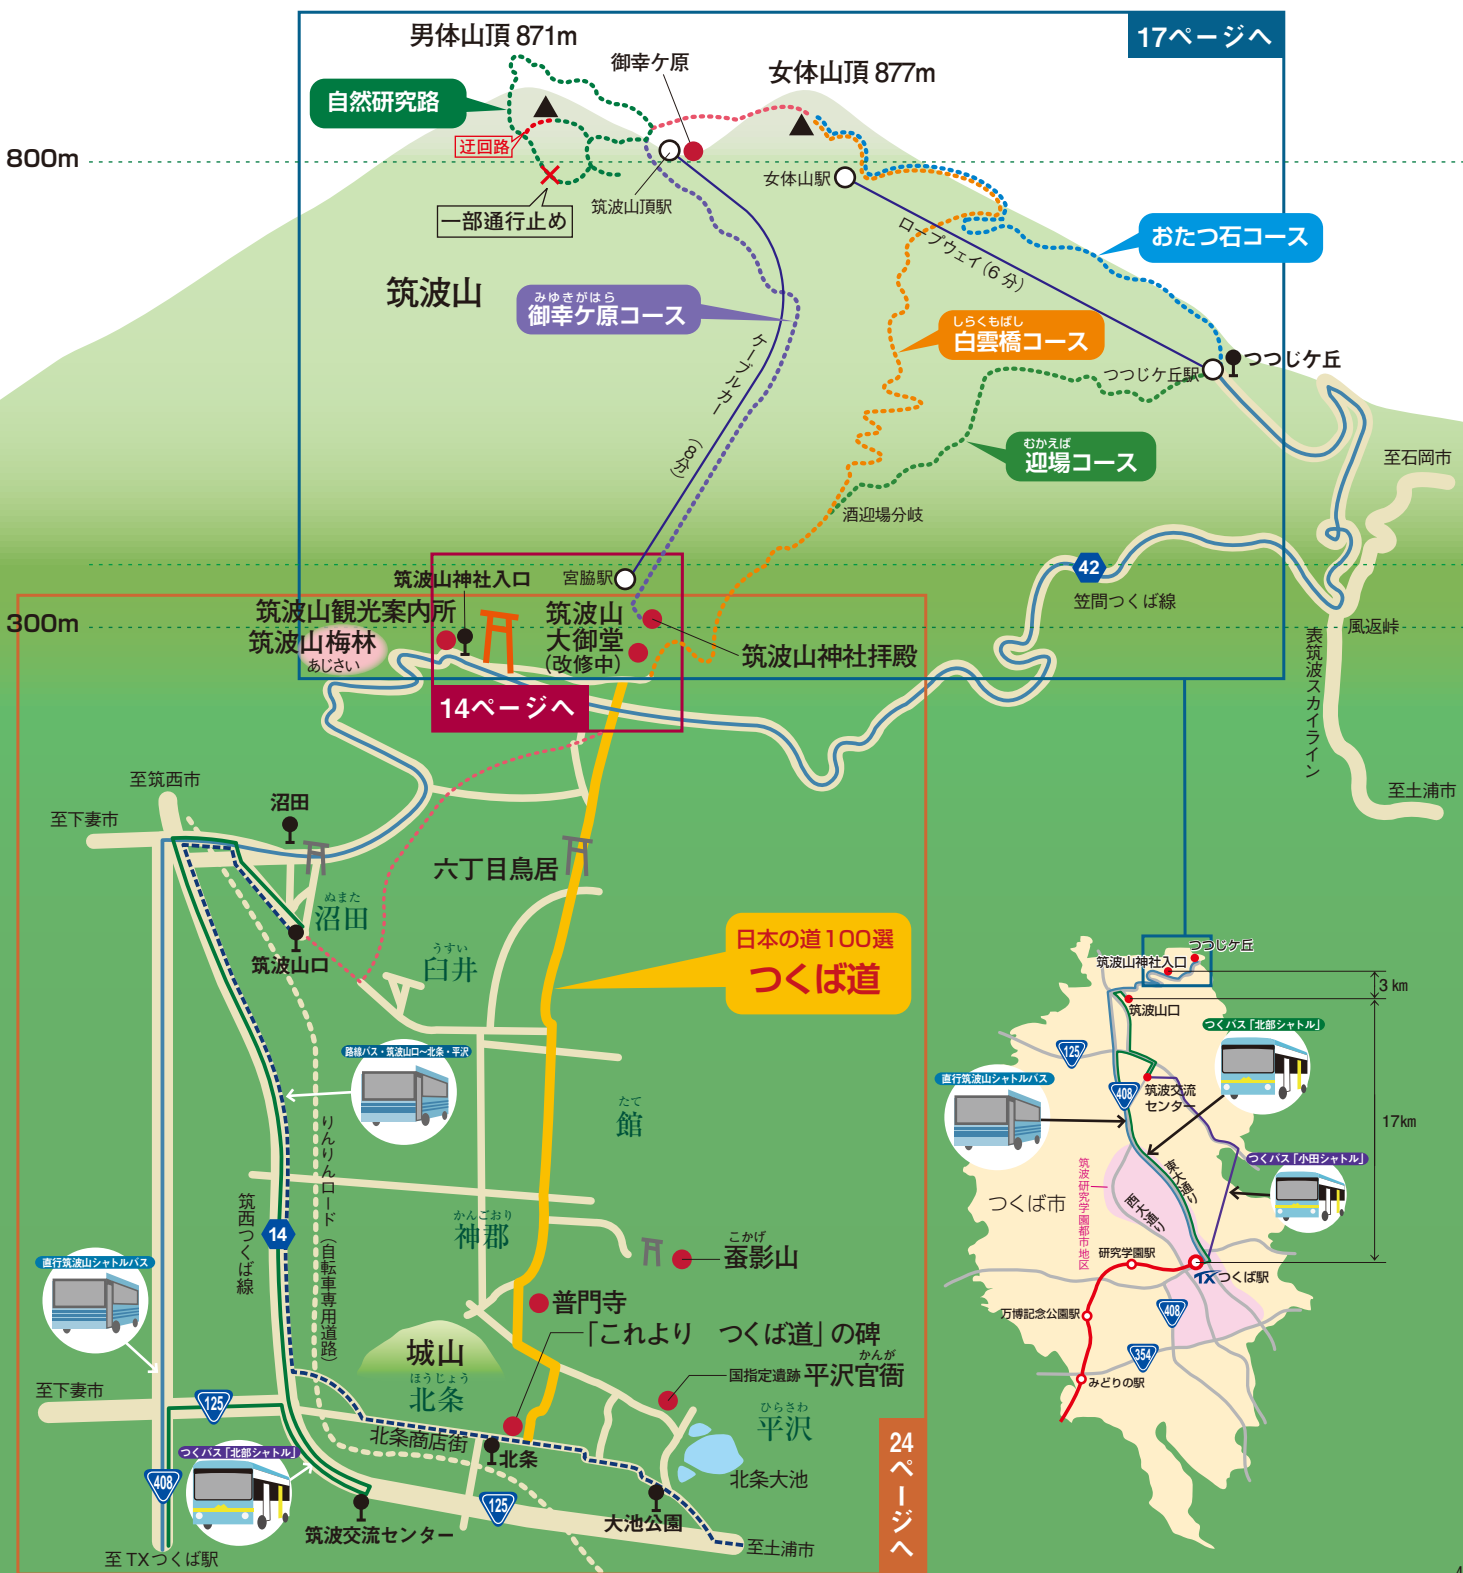 17ページへ
男体山頂 871m
御幸ケ原
女体山頂 877m
自然研究路
迂回路
800m
女体山駅
筑波山頂駅
一部通行止め
おたつ石コース
ロープウェイ(6分)
筑波山
みゆきがはら
御幸ケ原コース
しらくもばし
白雲橋コース
ケーブルカー
(8分)
つつじケ丘
つつじケ丘駅
むかえば
迎場コース
至石岡市
酒迎場分岐
42
笠間つくば線
筑波山神社入口
宮脇駅
300m
筑波山観光案内所
筑波山梅林
あじさい
筑波山
大御堂
(改修中)
筑波山神社拝殿
風返峠
表筑波スカイライン
14ページへ
至土浦市
至筑西市
至下妻市
沼田
六丁目鳥居
ぬまた
沼田
筑波山口
うすい
臼井
日本の道100選
つくば道
路線バス・筑波山口〜北条・平沢
たて
館
りんりんロード(自転車専用道路)
筑西つくば線
14
かんごおり
神郡
こかげ
蚕影山
直行筑波山シャトルバス
普門寺
「これより つくば道」の碑
城山
ほうじょう
北条
国指定遺跡
かんが
平沢官衙
ひらさわ
平沢
至下妻市
125
北条商店街
北条
北条大池
つくバス「北部シャトル」
408
125
筑波交流センター
大池公園
至土浦市
至 TXつくば駅
24ページへ
つつじケ丘
筑波山神社入口
3 km
筑波山口
つくバス「北部シャトル」
125
直行筑波山シャトルバス
408
筑波交流
センター
17km
つくバス「小田シャトル」
筑波研究学園都市地区
東大通り
西大通り
つくば市
研究学園駅
TXつくば駅
万博記念公園駅
408
354
みどりの駅
4